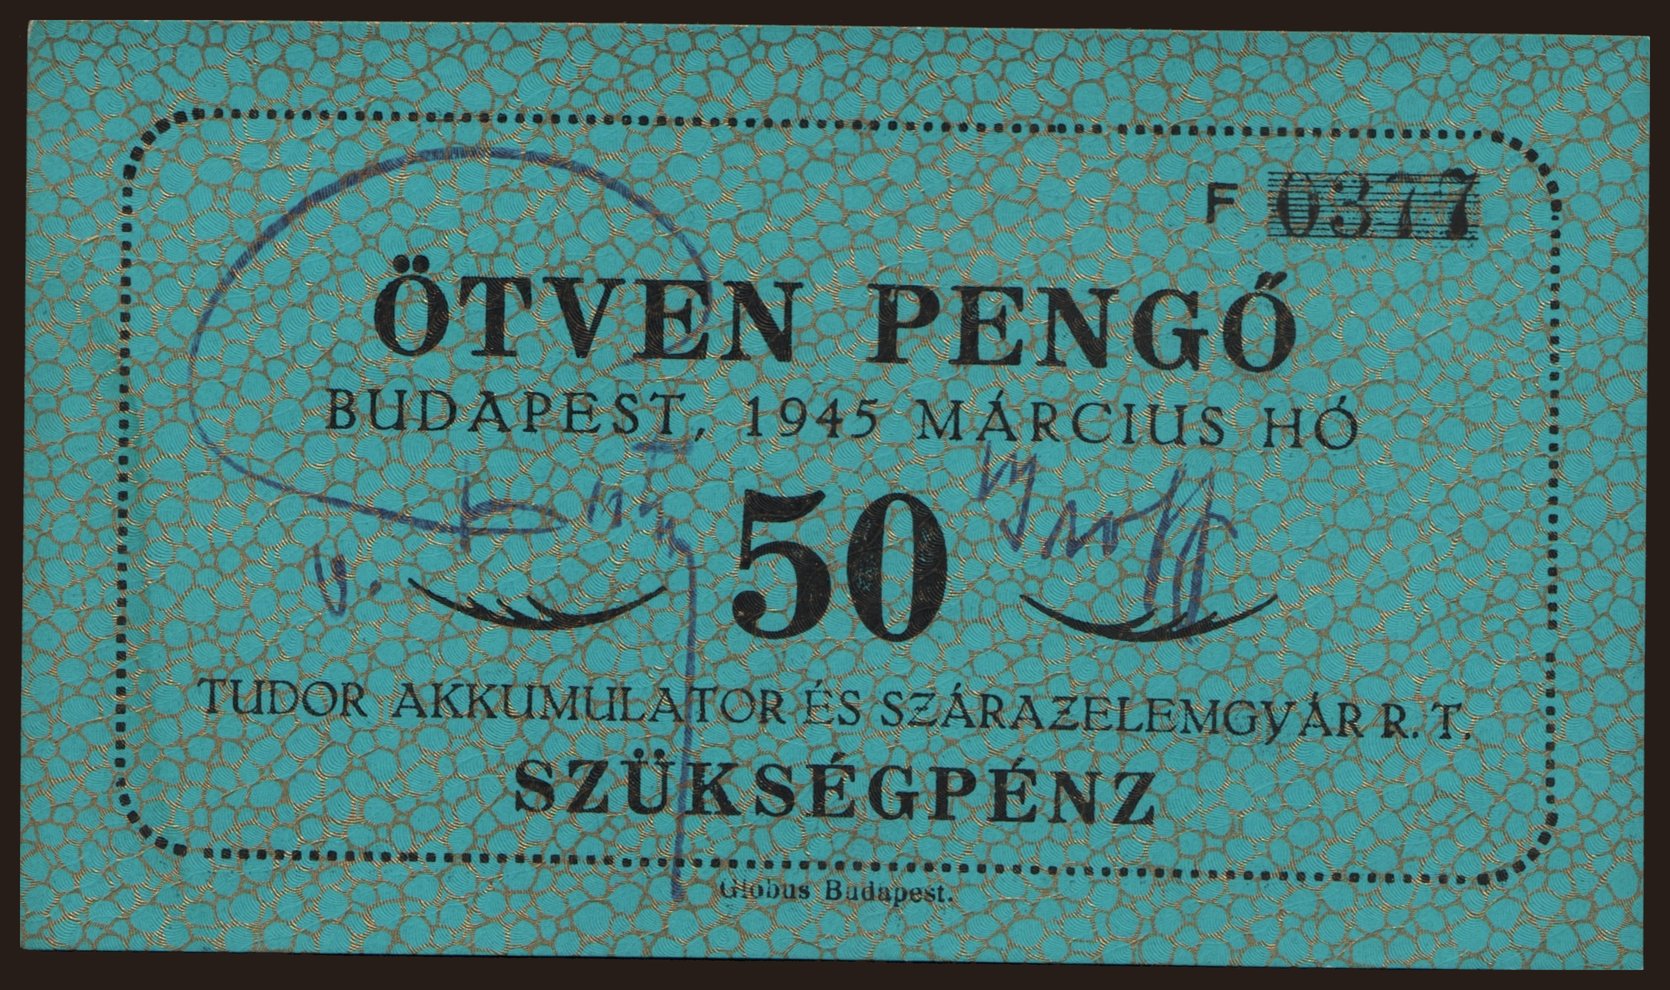 F 0377
ÖTVEN PENGŐ
BUDAPEST, 1945 MÁRCIUS HÓ
50
TUDOR AKKUMULATOR ÉS SZÁRAZELEMGYÁR R. T.
SZÜKSÉGPÉNZ
Globus Budapest.